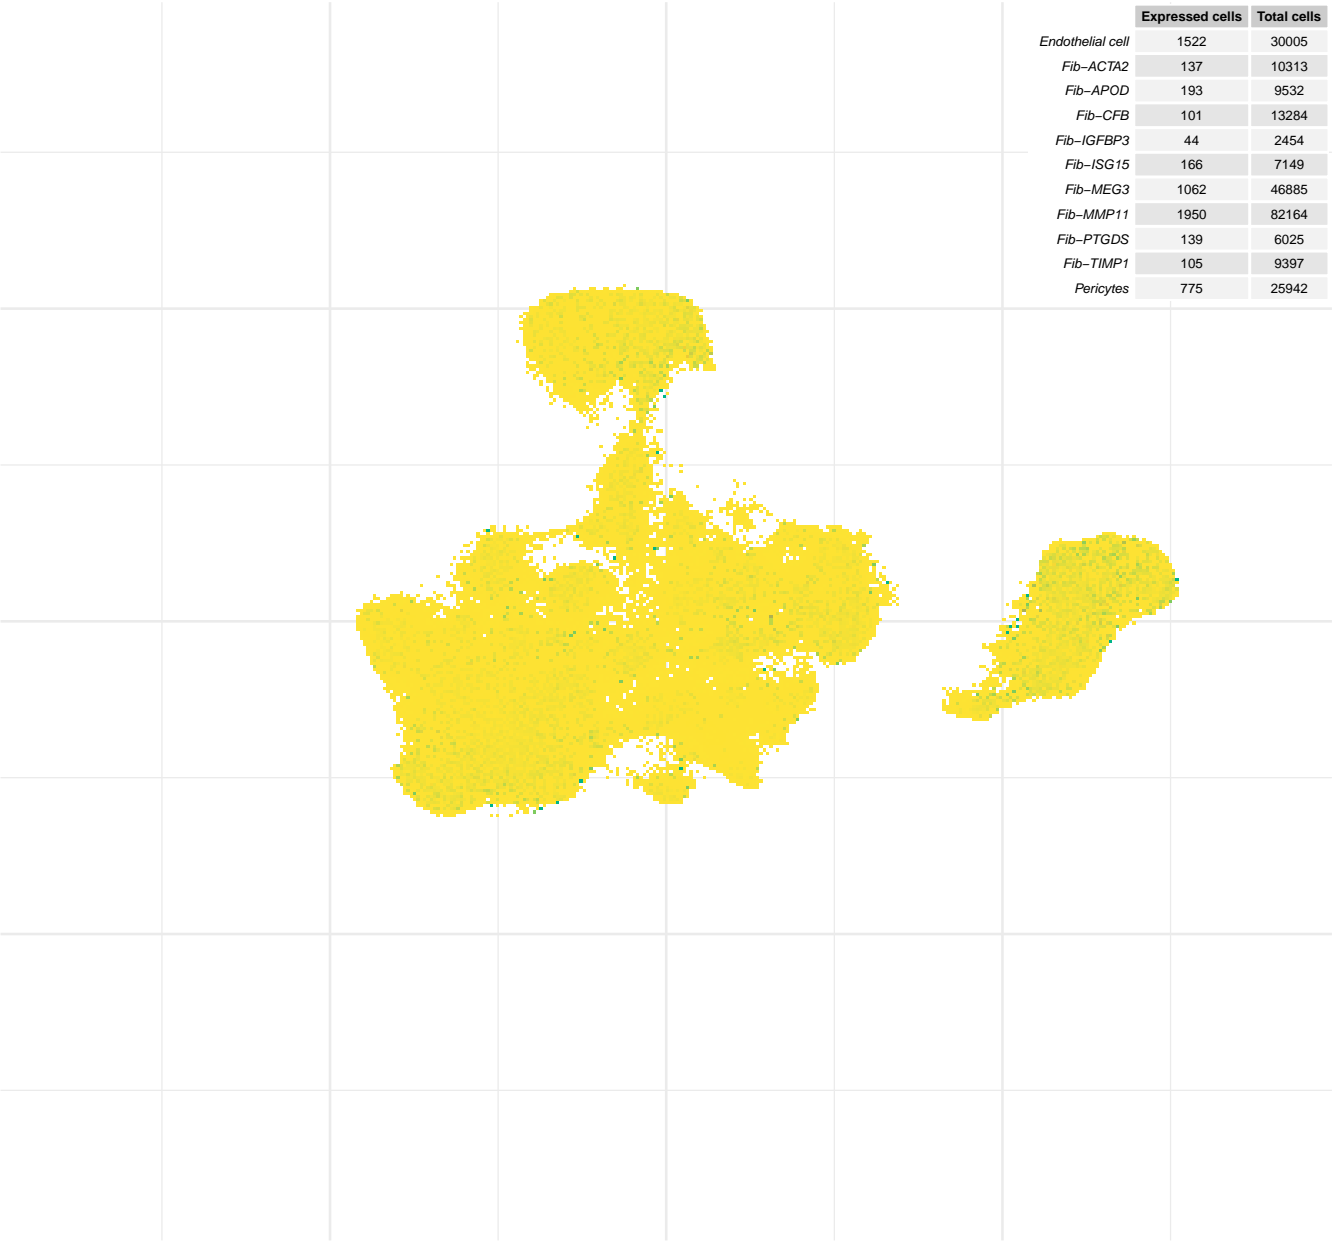 Expressed cells Total cells
Endothelial cell 1522 30005
Fib−ACTA2 137 10313
Fib−APOD 193 9532
Fib−CFB 101 13284
Fib−IGFBP3 44 2454
Fib−ISG15 166 7149
Fib−MEG3 1062 46885
Fib−MMP11 1950 82164
Fib−PTGDS 139 6025
Fib−TIMP1 105 9397
Pericytes 775 25942